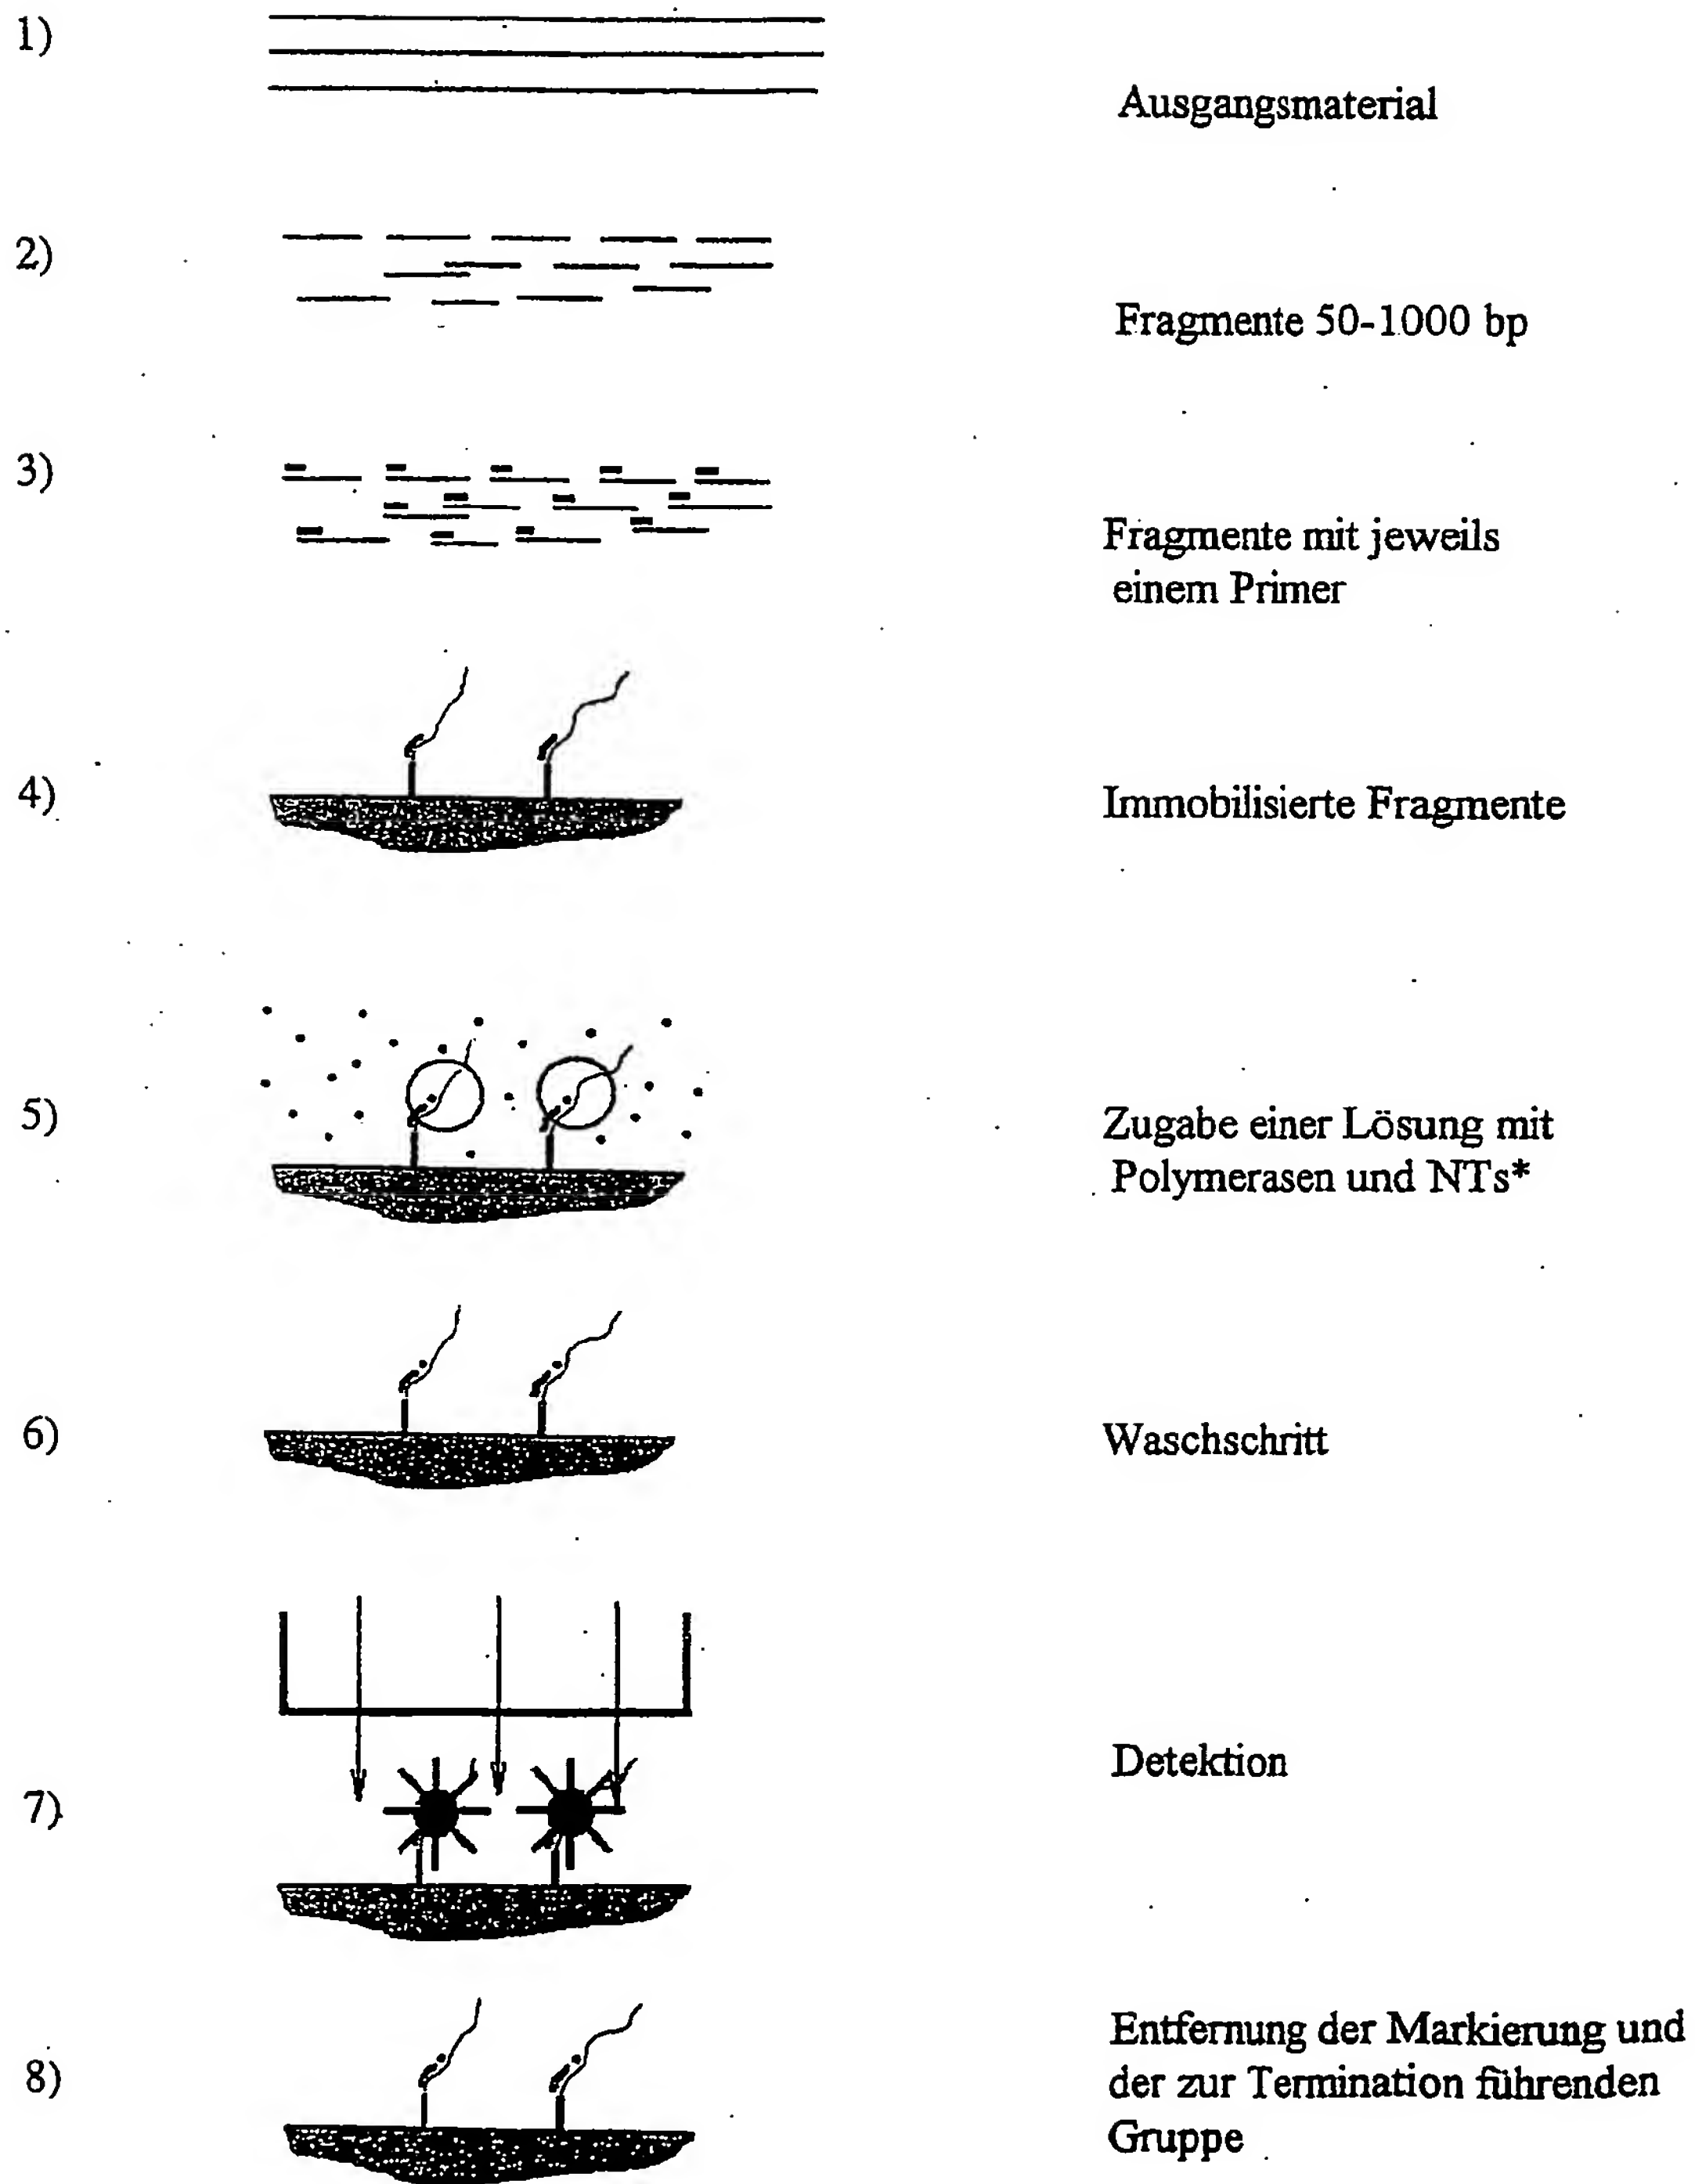 1)
Ausgangsmaterial
2)
Fragmente 50-1000 bp
3)
Fragmente mit jeweils
einem Primer
4)
Immobilisierte Fragmente
5)
Zugabe einer Lösung mit
Polymerasen und NTs*
6)
Waschschritt
7)
Detektion
8)
Entfernung der Markierung und
der zur Termination führenden
Gruppe